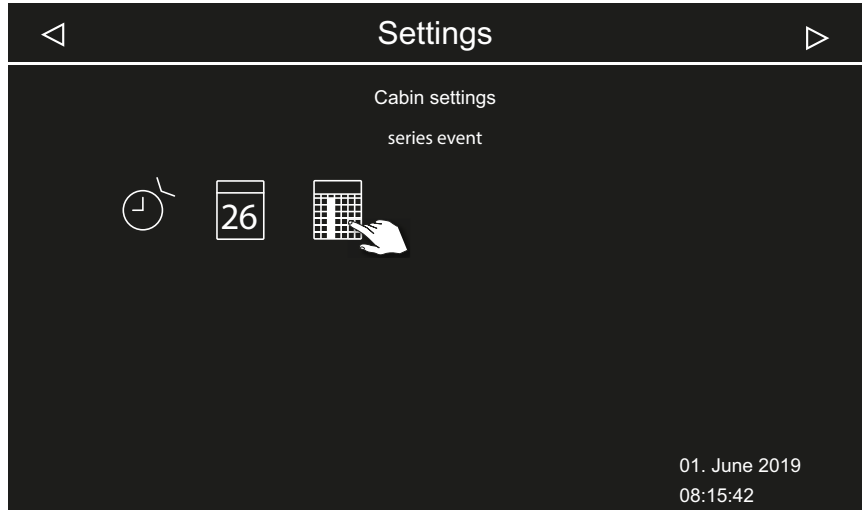 Settings
Cabin settings
series event
26
01. June 2019
08:15:42